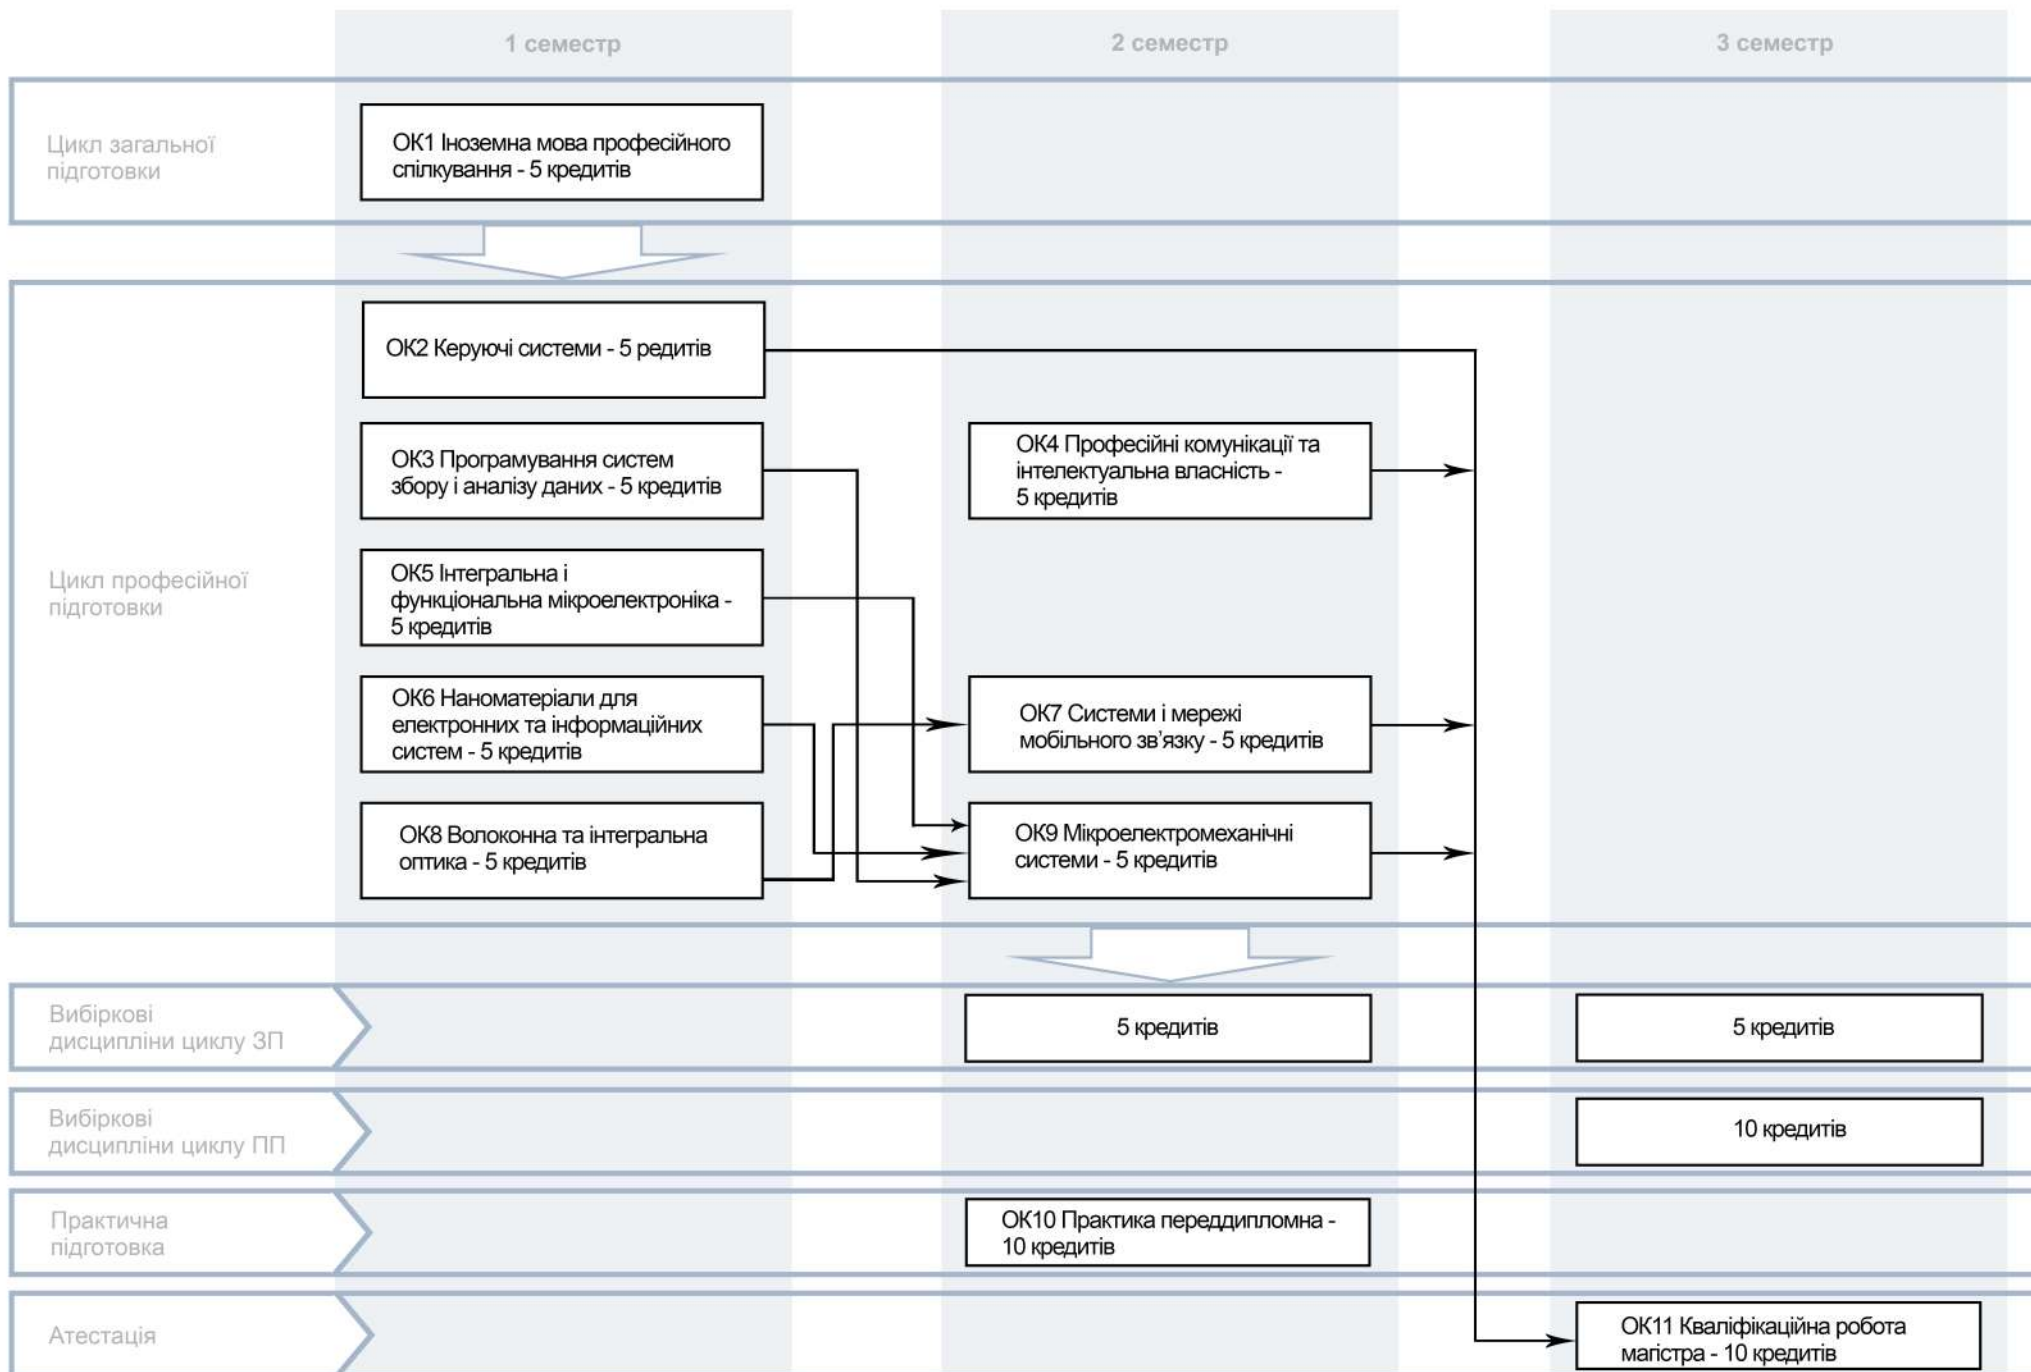 1 семестр
2 семестр
3 семестр
Цикл загальної
підготовки
ОК1 Іноземна мова професійного
спілкування - 5 кредитів
Цикл професійної
підготовки
ОК2 Керуючі системи - 5 редитів
ОК3 Програмування систем
збору і аналізу даних - 5 кредитів
ОК4 Професійні комунікації та
інтелектуальна власність -
5 кредитів
ОК5 Інтегральна і
функціональна мікроелектроніка -
5 кредитів
ОК6 Наноматеріали для
електронних та інформаційних
систем - 5 кредитів
ОК7 Системи і мережі
мобільного зв’язку - 5 кредитів
ОК8 Волоконна та інтегральна
оптика - 5 кредитів
ОК9 Мікроелектромеханічні
системи - 5 кредитів
Вибіркові
дисципліни циклу ЗП
5 кредитів
5 кредитів
Вибіркові
дисципліни циклу ПП
10 кредитів
Практична
підготовка
ОК10 Практика переддипломна -
10 кредитів
Атестація
ОК11 Кваліфікаційна робота
магістра - 10 кредитів